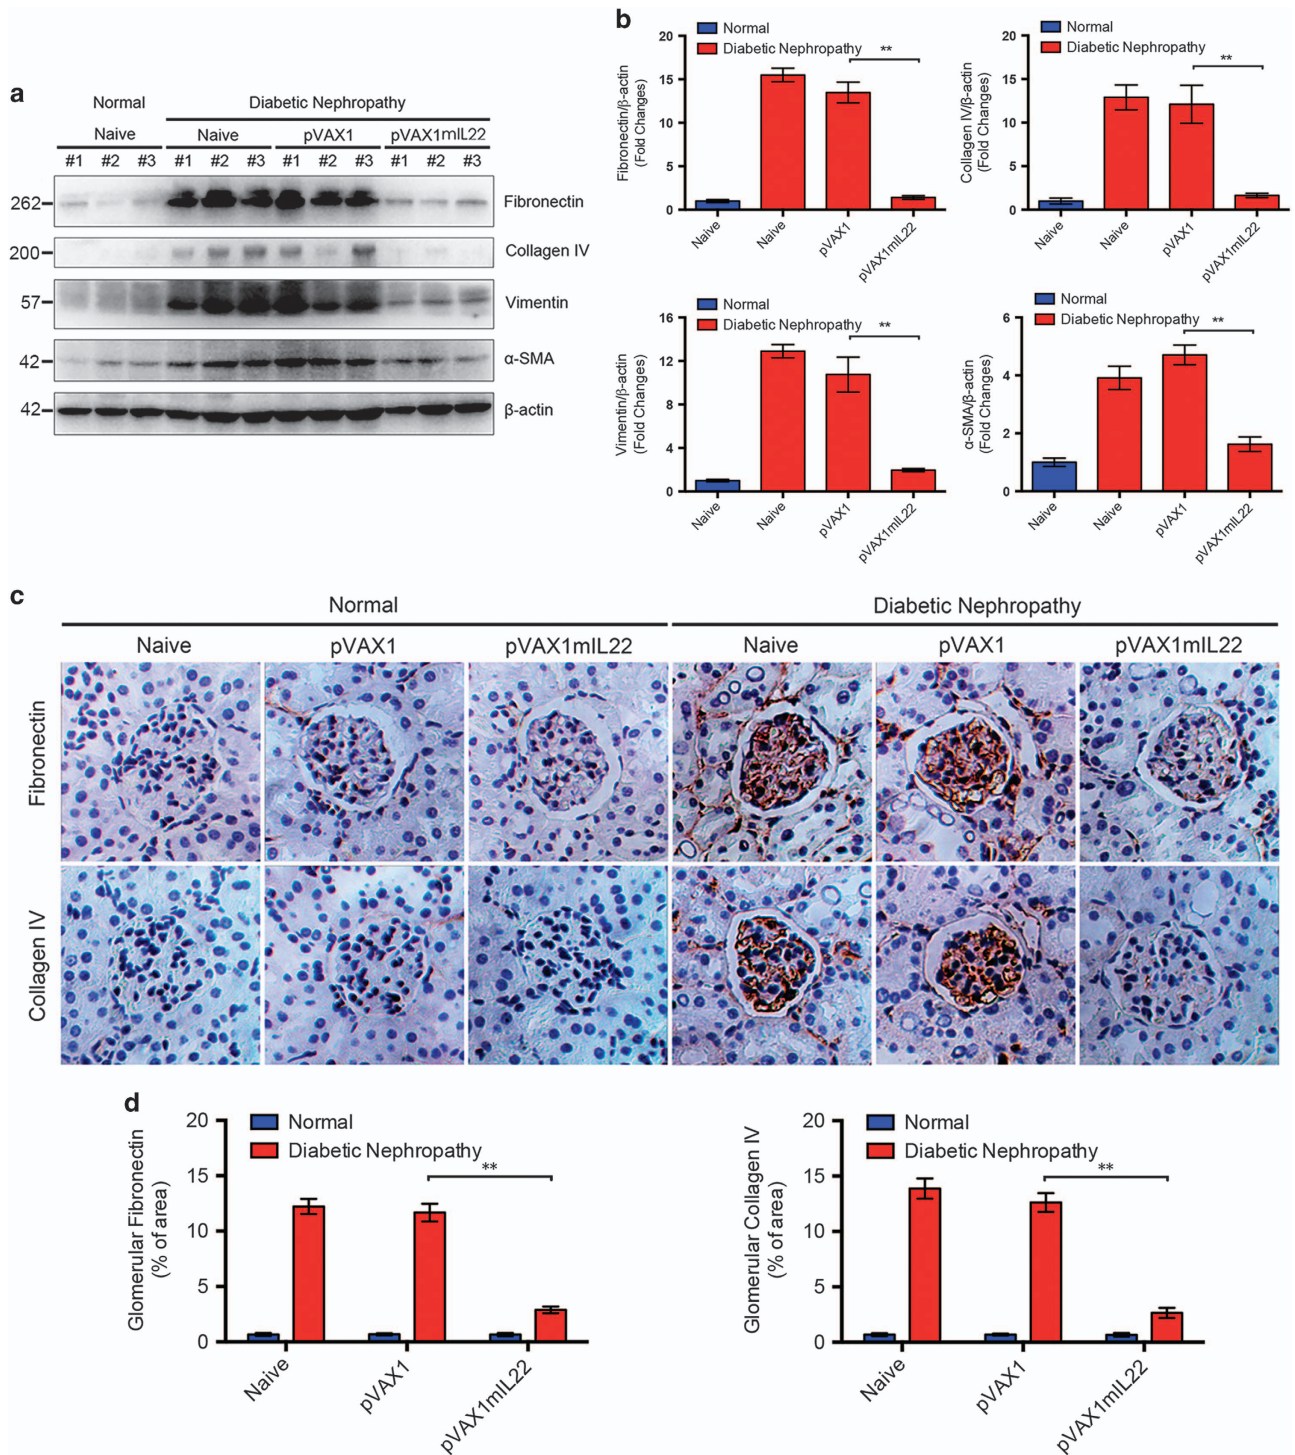 a
Normal
Diabetic Nephropathy
Naive
Naive
pVAX1
pVAX1mIL22
#1 #2 #3 #1 #2 #3 #1 #2 #3 #1 #2 #3
262
Fibronectin
200
Collagen IV
57
Vimentin
42
α-SMA
42
β-actin
b
Normal
Diabetic Nephropathy
**
Fibronectin/β-actin
(Fold Changes)
20
15
10
5
0
Naive
Naive
pVAX1
pVAX1mIL22
Normal
Diabetic Nephropathy
**
Collagen IV/β-actin
(Fold Changes)
20
15
10
5
0
Naive
Naive
pVAX1
pVAX1mIL22
Normal
Diabetic Nephropathy
**
Vimentin/β-actin
(Fold Changes)
16
12
8
4
0
Naive
Naive
pVAX1
pVAX1mIL22
Normal
Diabetic Nephropathy
**
α-SMA/β-actin
(Fold Changes)
6
4
2
0
Naive
Naive
pVAX1
pVAX1mIL22
c
Normal
Diabetic Nephropathy
Naive
pVAX1
pVAX1mIL22
Naive
pVAX1
pVAX1mIL22
Fibronectin
Collagen IV
d
Normal
Diabetic Nephropathy
**
Glomerular Fibronectin
(% of area)
20
15
10
5
0
Naive
pVAX1
pVAX1mIL22
Normal
Diabetic Nephropathy
**
Glomerular Collagen IV
(% of area)
20
15
10
5
0
Naive
pVAX1
pVAX1mIL22